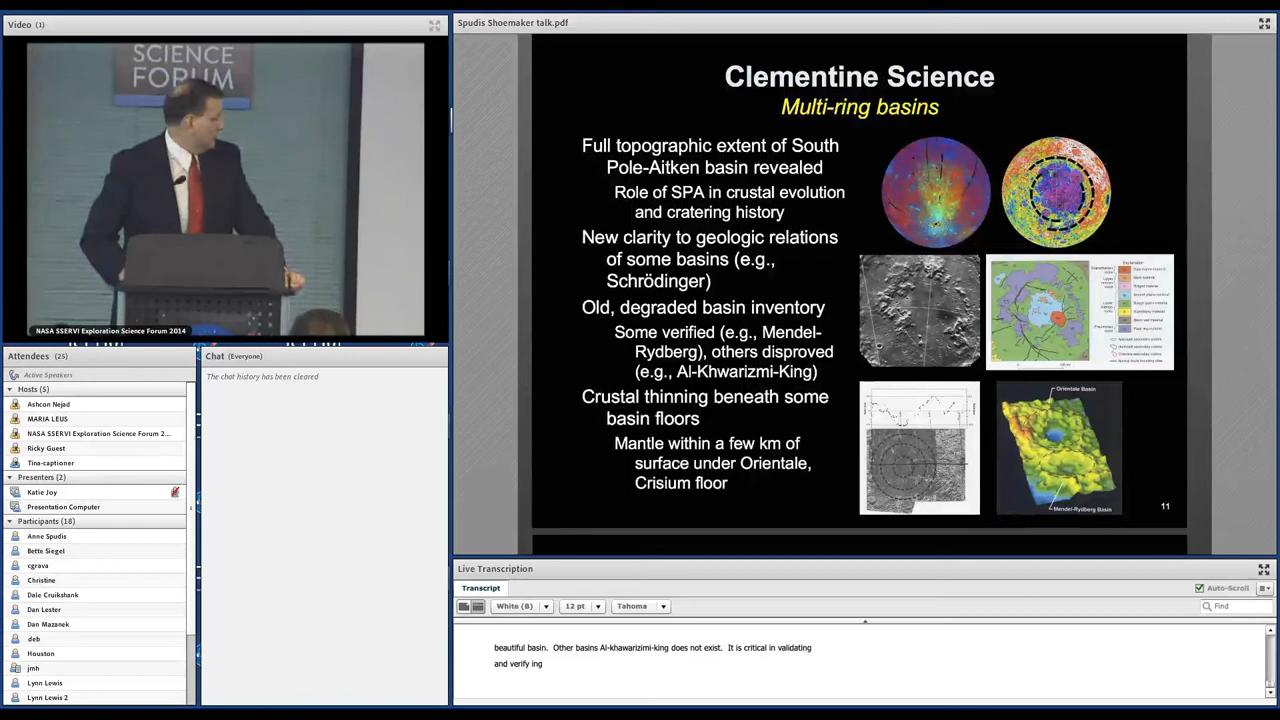 Video (1)
SCIENCE
FORUM
NASA SSERVI Exploration Science Forum 2014
Attendees (25)
Active Speakers
Hosts (5)
Ashcon Nejad
MARIA LEUS
NASA SSERVI Exploration Science Forum 2...
Ricky Guest
Tina-captioner
Presenters (2)
Katie Joy
Presentation Computer
Participants (18)
Anne Spudis
Bette Siegel
cgrava
Christine
Dale Cruikshank
Dan Lester
Dan Mazanek
deb
Houston
jmh
Lynn Lewis
Lynn Lewis 2
Chat (Everyone)
The chat history has been cleared
Spudis Shoemaker talk.pdf
Clementine Science
Multi-ring basins
Full topographic extent of South
Pole-Aitken basin revealed
Role of SPA in crustal evolution
and cratering history
New clarity to geologic relations
of some basins (e.g.,
Schrödinger)
Old, degraded basin inventory
Some verified (e.g., Mendel-
Rydberg), others disproved
(e.g., Al-Khwarizmi-King)
Crustal thinning beneath some
basin floors
Mantle within a few km of
surface under Orientale,
Crisium floor
Explanation
Orientale Basin
Mendel-Rydberg Basin
11
Live Transcription
Transcript
Auto-Scroll
White (B)
12 pt
Tahoma
Find
beautiful basin. Other basins Al-khawarizimi-king does not exist. It is critical in validating
and verify ing